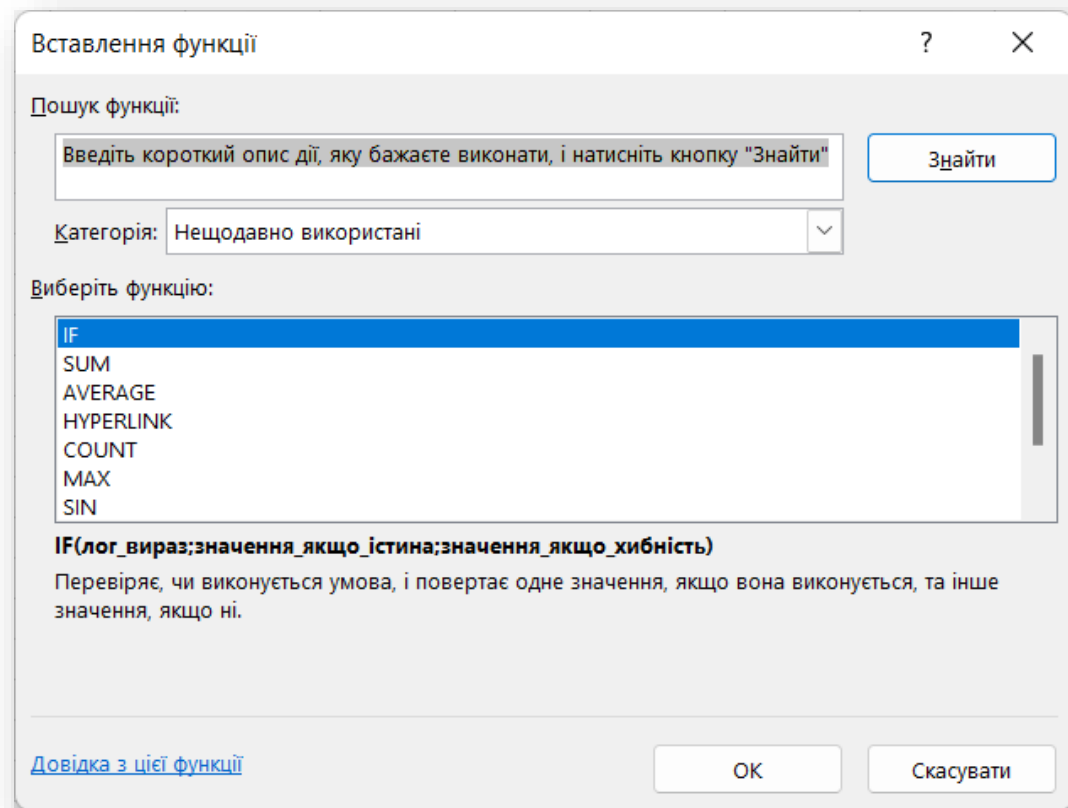 Вставлення функції ?
Пошук функції:
Введіть короткий опис дії, яку бажаєте виконати, і натисніть кнопку "Знайти"
Знайти
Категорія: Нещодавно використані
Виберіть функцію:
IF
SUM
AVERAGE
HYPERLINK
COUNT
MAX
SIN
IF(лог_вираз;значення_якщо_істина;значення_якщо_хибність)
Перевіряє, чи виконується умова, і повертає одне значення, якщо вона виконується, та інше
значення, якщо ні.
Довідка з цієї функції
ОК
Скасувати